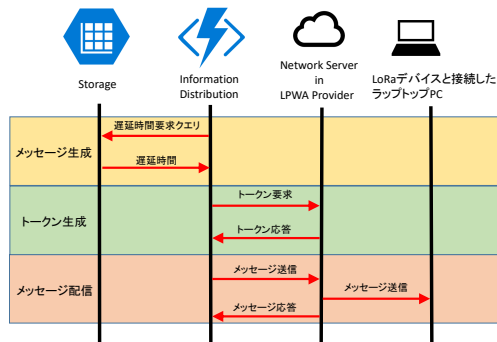 Storage
Information
Distribution
Network Server
in
LPWA Provider
LoRaデバイスと接続した
ラップトップPC
メッセージ生成
遅延時間要求クエリ
遅延時間
トークン生成
トークン要求
トークン応答
メッセージ配信
メッセージ送信
メッセージ送信
メッセージ応答